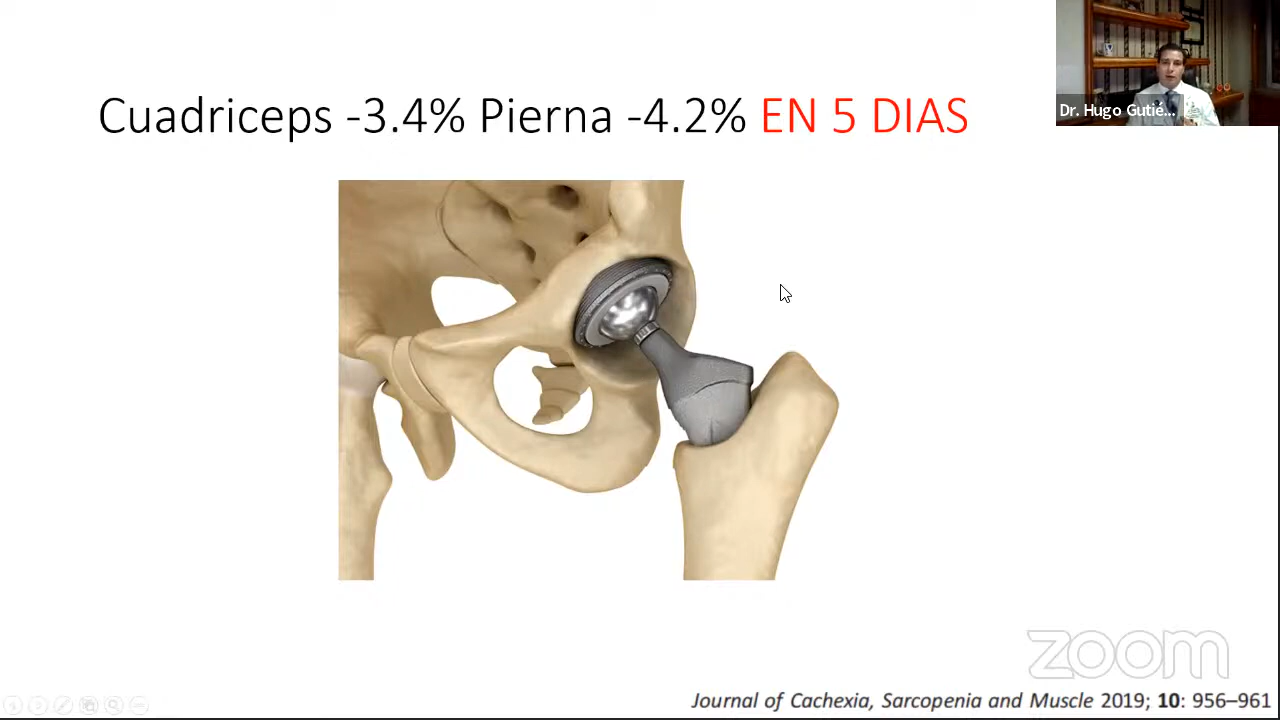 Cuadriceps -3.4% Pierna -4.2% EN 5 DIAS
Dr. Hugo Gutié...
zoom
Journal of Cachexia, Sarcopenia and Muscle 2019; 10: 956–961